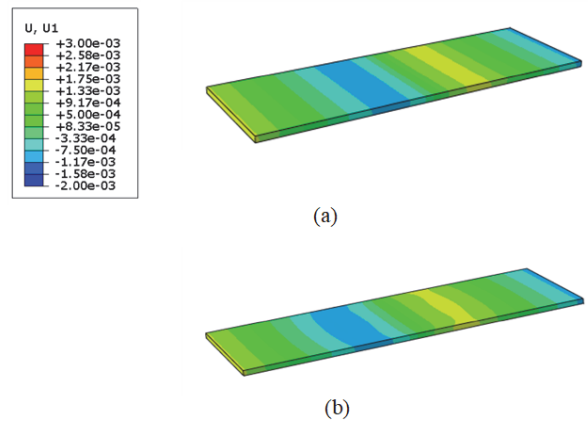 U, U1
+3.00e-03
+2.58e-03
+2.17e-03
+1.75e-03
+1.33e-03
+9.17e-04
+5.00e-04
+8.33e-05
-3.33e-04
-7.50e-04
-1.17e-03
-1.58e-03
-2.00e-03
(a)
(b)